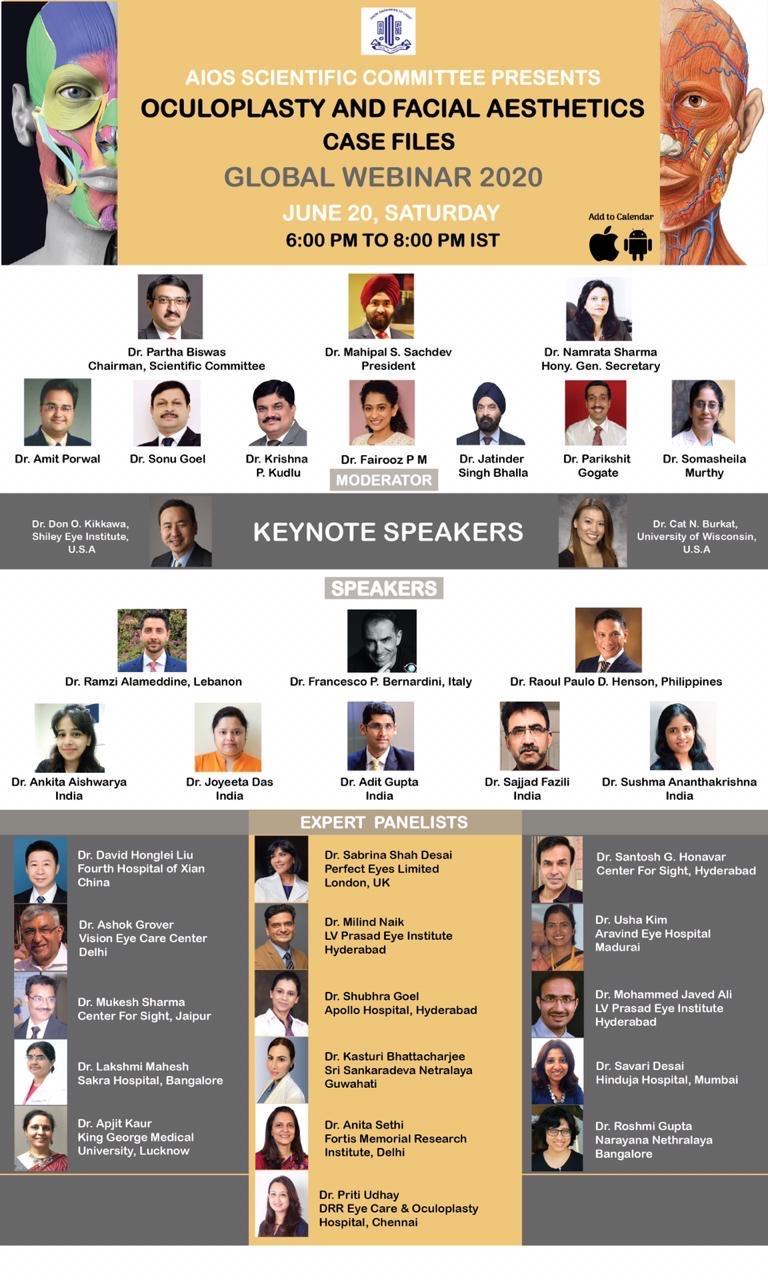 AIOS SCIENTIFIC COMMITTEE PRESENTS
OCULOPLASTY AND FACIAL AESTHETICS
CASE FILES
GLOBAL WEBINAR 2020
JUNE 20, SATURDAY
6:00 PM TO 8:00 PM IST
Add to Calendar
Dr. Partha Biswas
Chairman, Scientific Committee
Dr. Mahipal S. Sachdev
President
Dr. Namrata Sharma
Hony. Gen. Secretary
Dr. Amit Porwal
Dr. Sonu Goel
Dr. Krishna
P. Kudlu
Dr. Fairooz P M
Dr. Jatinder
Singh Bhalla
Dr. Parikshit
Gogate
Dr. Somasheila
Murthy
MODERATOR
Dr. Don O. Kikkawa,
Shiley Eye Institute,
U.S.A
KEYNOTE SPEAKERS
Dr. Cat N. Burkat,
University of Wisconsin,
U.S.A
SPEAKERS
Dr. Ramzi Alameddine, Lebanon
Dr. Francesco P. Bernardini, Italy
Dr. Raoul Paulo D. Henson, Philippines
Dr. Ankita Aishwarya
India
Dr. Joyeeta Das
India
Dr. Adit Gupta
India
Dr. Sajjad Fazili
India
Dr. Sushma Ananthakrishna
India
EXPERT PANELISTS
Dr. David Honglei Liu
Fourth Hospital of Xian
China
Dr. Ashok Grover
Vision Eye Care Center
Delhi
Dr. Mukesh Sharma
Center For Sight, Jaipur
Dr. Lakshmi Mahesh
Sakra Hospital, Bangalore
Dr. Apjit Kaur
King George Medical
University, Lucknow
Dr. Sabrina Shah Desai
Perfect Eyes Limited
London, UK
Dr. Milind Naik
LV Prasad Eye Institute
Hyderabad
Dr. Shubhra Goel
Apollo Hospital, Hyderabad
Dr. Kasturi Bhattacharjee
Sri Sankaradeva Netralaya
Guwahati
Dr. Anita Sethi
Fortis Memorial Research
Institute, Delhi
Dr. Priti Udhay
DRR Eye Care & Oculoplasty
Hospital, Chennai
Dr. Santosh G. Honavar
Center For Sight, Hyderabad
Dr. Usha Kim
Aravind Eye Hospital
Madurai
Dr. Mohammed Javed Ali
LV Prasad Eye Institute
Hyderabad
Dr. Savari Desai
Hinduja Hospital, Mumbai
Dr. Roshmi Gupta
Narayana Nethralaya
Bangalore